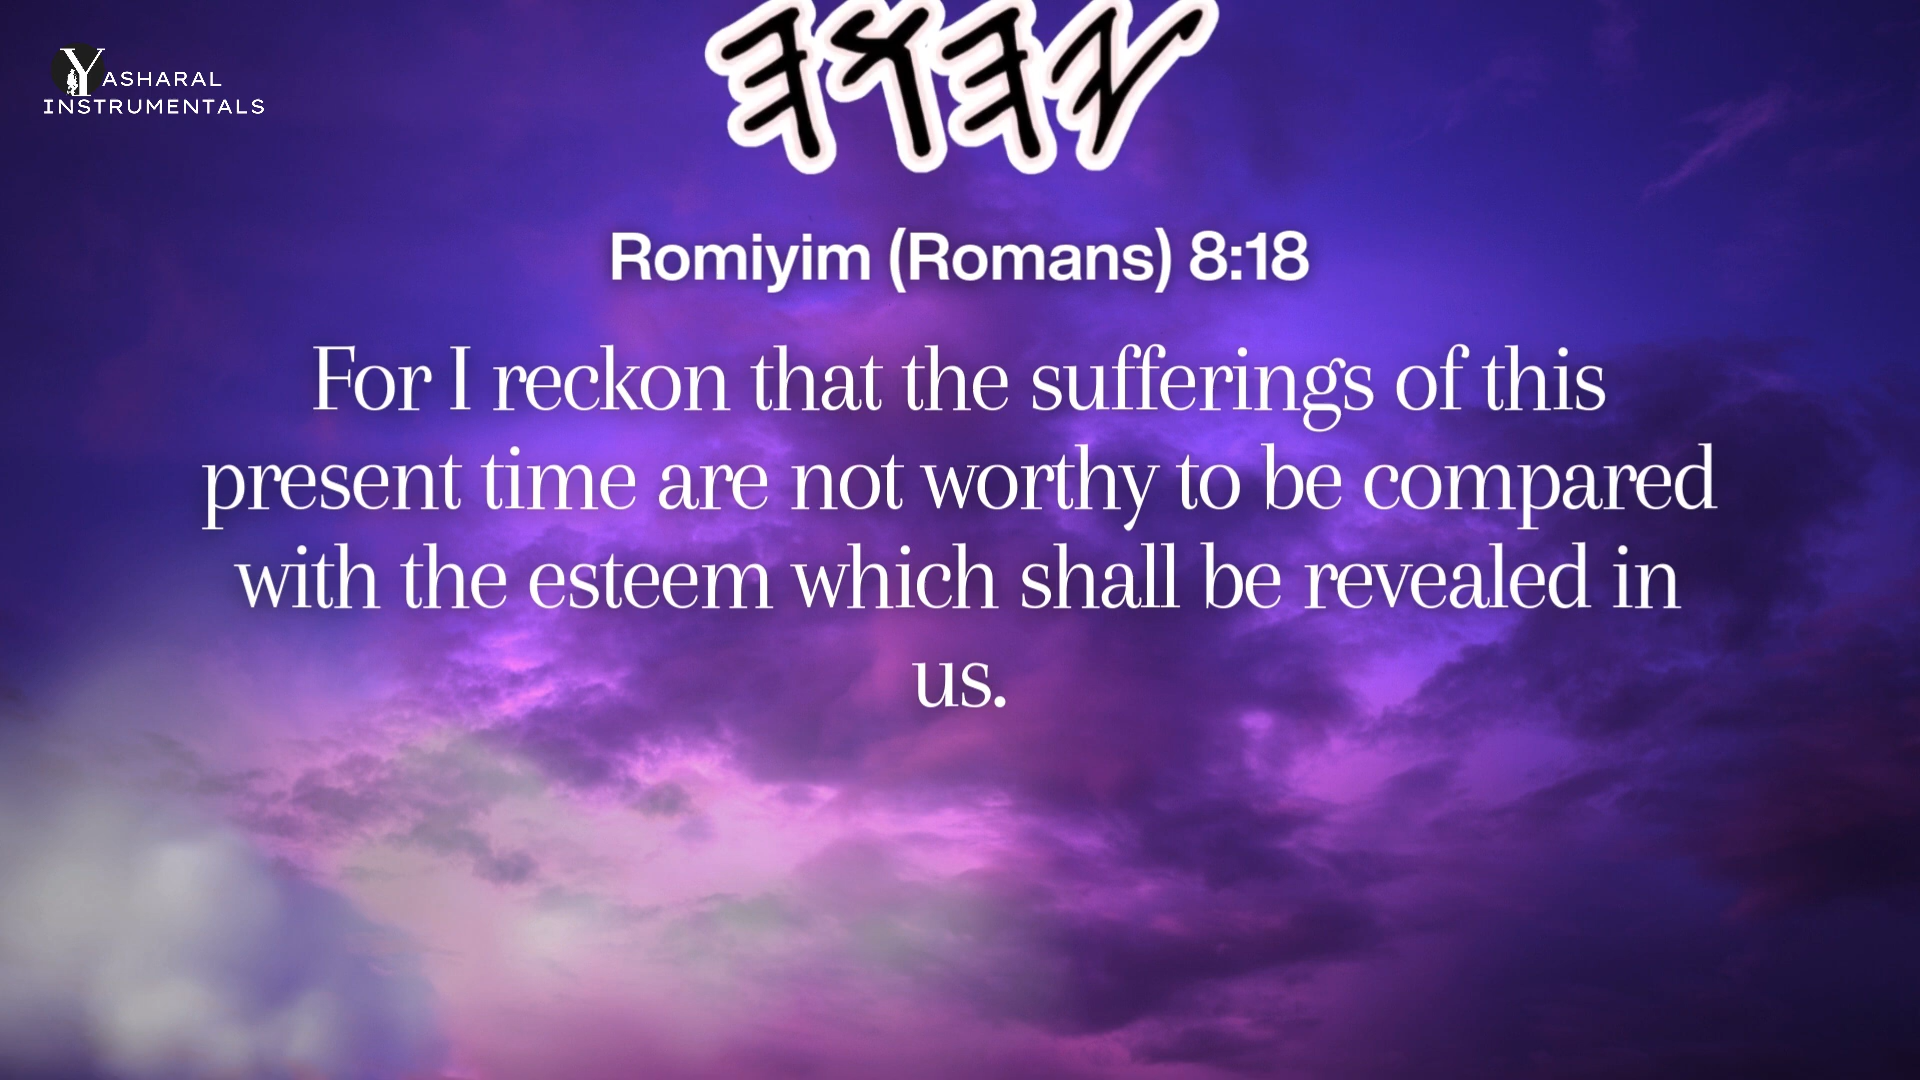 𐤉𐤄𐤅𐤄
YASHARAL
INSTRUMENTALS
Romiyim (Romans) 8:18
For I reckon that the sufferings of this
present time are not worthy to be compared
with the esteem which shall be revealed in
us.